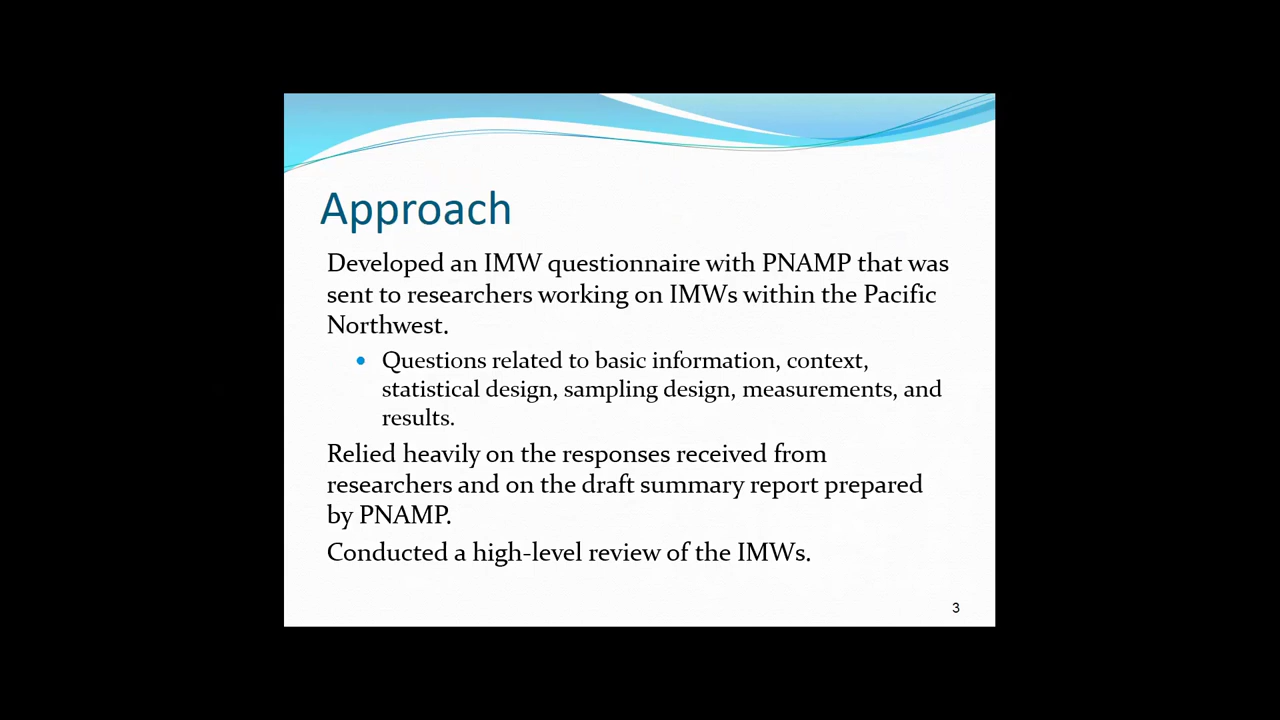 Approach
Developed an IMW questionnaire with PNAMP that was
sent to researchers working on IMWs within the Pacific
Northwest.
• Questions related to basic information, context,
statistical design, sampling design, measurements, and
results.
Relied heavily on the responses received from
researchers and on the draft summary report prepared
by PNAMP.
Conducted a high-level review of the IMWs.
3